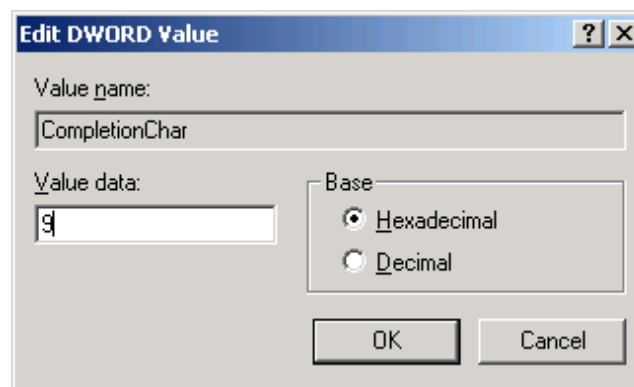 Edit DWORD Value
Value name:
CompletionChar
Value data:
9
Base
Hexadecimal
Decimal
OK
Cancel